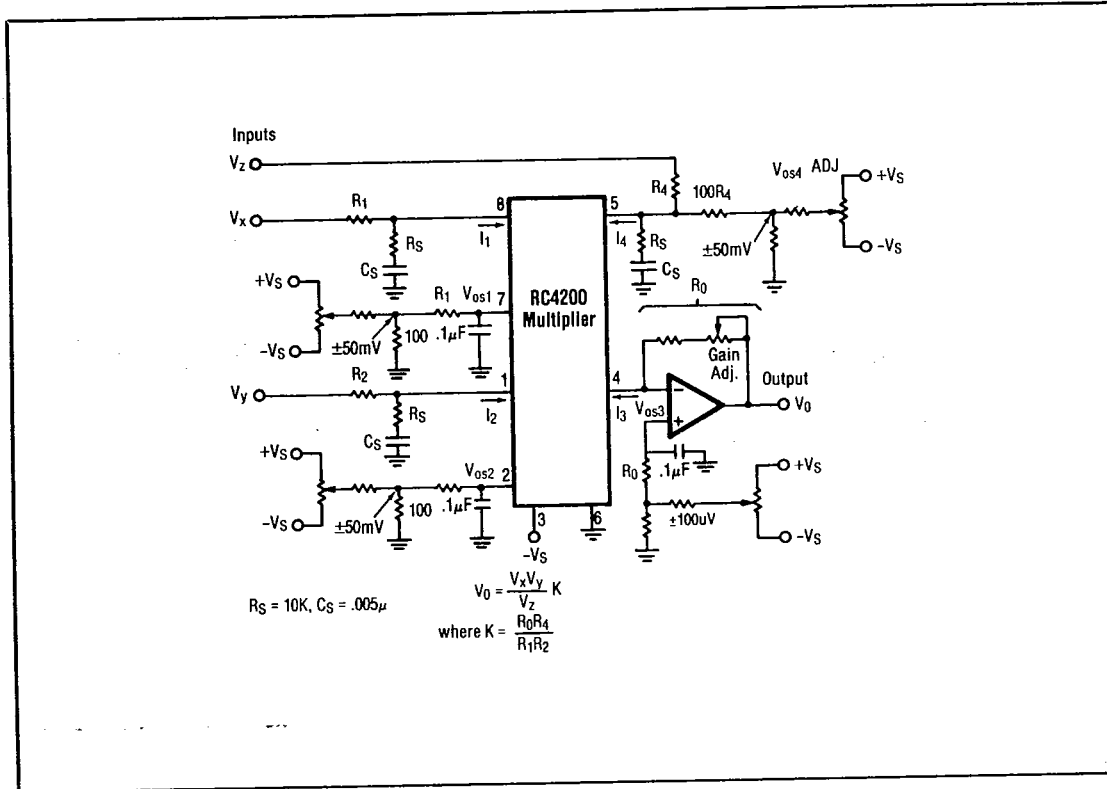 Inputs
Vz
Vx
R1
8
I1
RS
CS
+VS
−VS
±50mV
100
R1
Vos1
7
.1μF
Vy
R2
1
I2
RS
CS
+VS
−VS
±50mV
100
Vos2
2
.1μF
RC4200
Multiplier
3
−VS
6
5
I4
R4
100R4
Vos4 ADJ
+VS
−VS
±50mV
RS
CS
R0
Gain
Adj.
4
I3
Vos3
−
+
Output
V0
R0
.1μF
±100uV
+VS
−VS
RS = 10K, CS = .005μ
V0 = VxVy/Vz K
where K = R0R4/R1R2